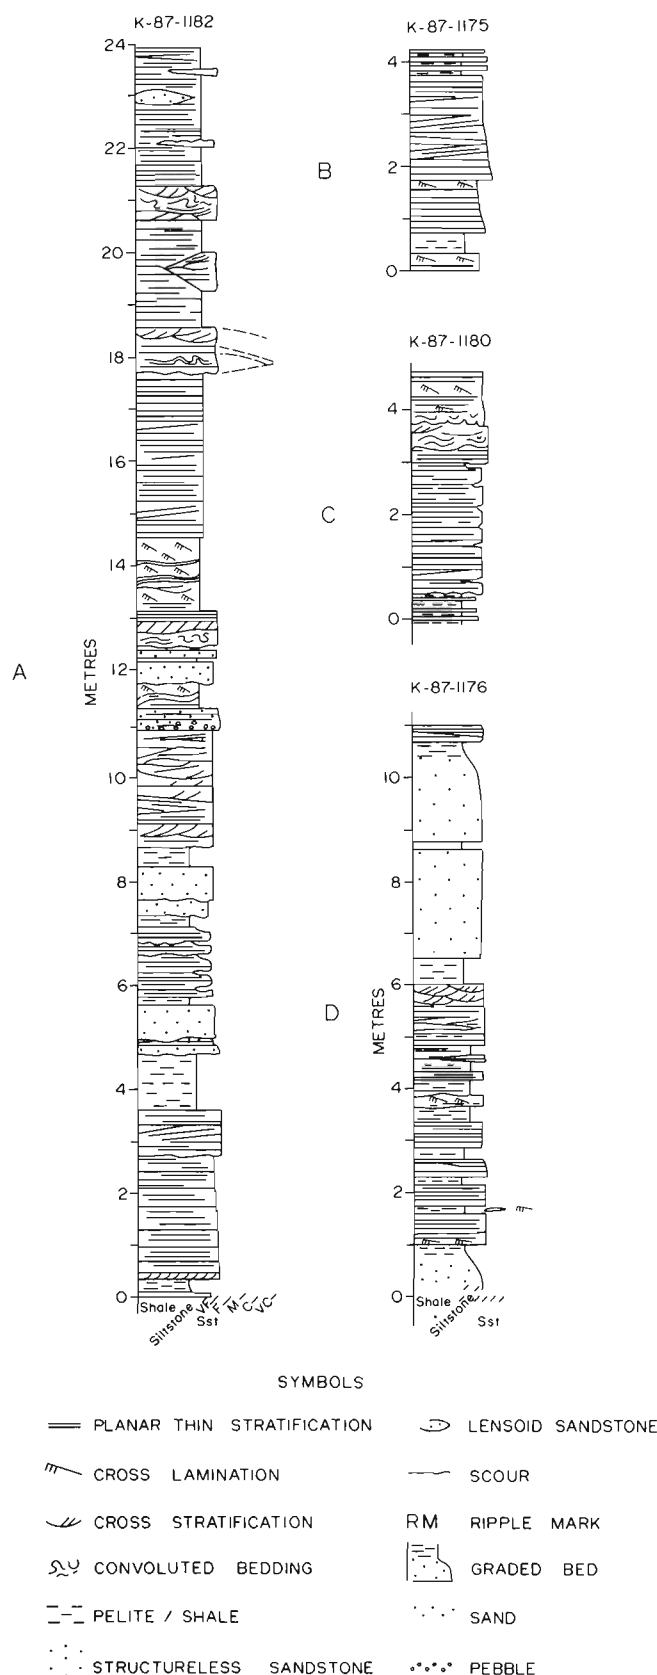 K-87-1182
24
22
20
18
16
14
12
10
8
6
4
2
0
METRES
A
Shale
Siltstone
VF
F
M
C
VC
Sst
K-87-1175
4
2
0
B
K-87-1180
4
2
0
C
K-87-1176
10
8
6
4
2
0
METRES
D
Shale
Siltstone
Sst
SYMBOLS
PLANAR THIN STRATIFICATION
LENSOID SANDSTONE
CROSS LAMINATION
SCOUR
CROSS STRATIFICATION
RM RIPPLE MARK
CONVOLUTED BEDDING
GRADED BED
PELITE / SHALE
SAND
STRUCTURELESS SANDSTONE
PEBBLE